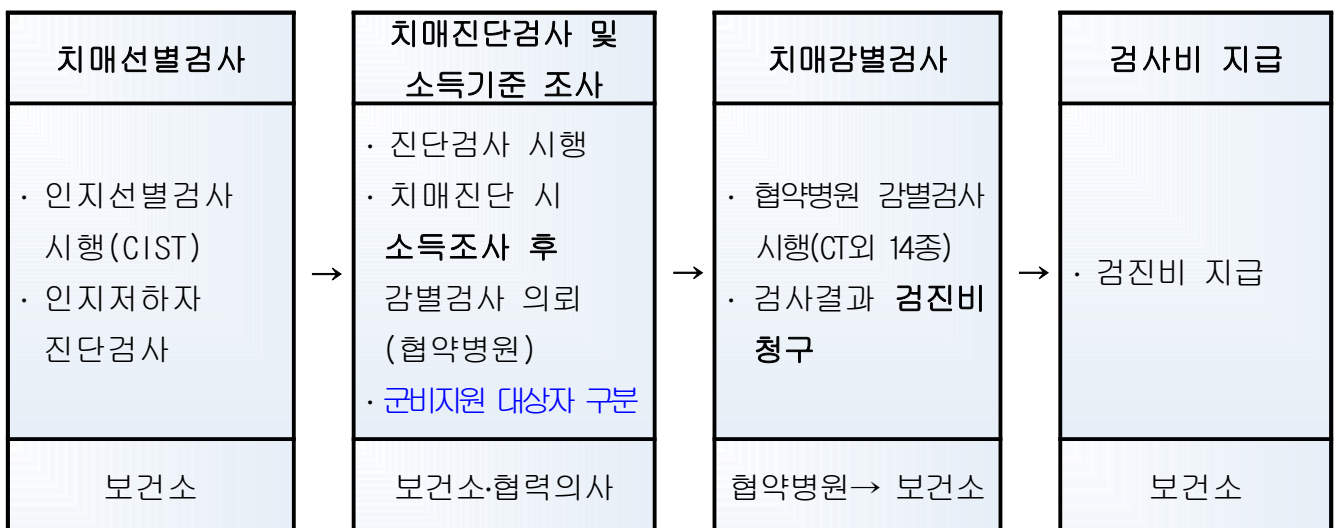 치매선별검사
· 인지선별검사
시행(CIST)
· 인지저하자
진단검사
보건소
→
치매진단검사 및
소득기준 조사
· 진단검사 시행
· 치매진단 시
소득조사 후
감별검사 의뢰
(협약병원)
· 군비지원 대상자 구분
보건소·협력의사
→
치매감별검사
· 협약병원 감별검사
시행(CT외 14종)
· 검사결과 검진비
청구
협약병원→ 보건소
→
검사비 지급
· 검진비 지급
보건소